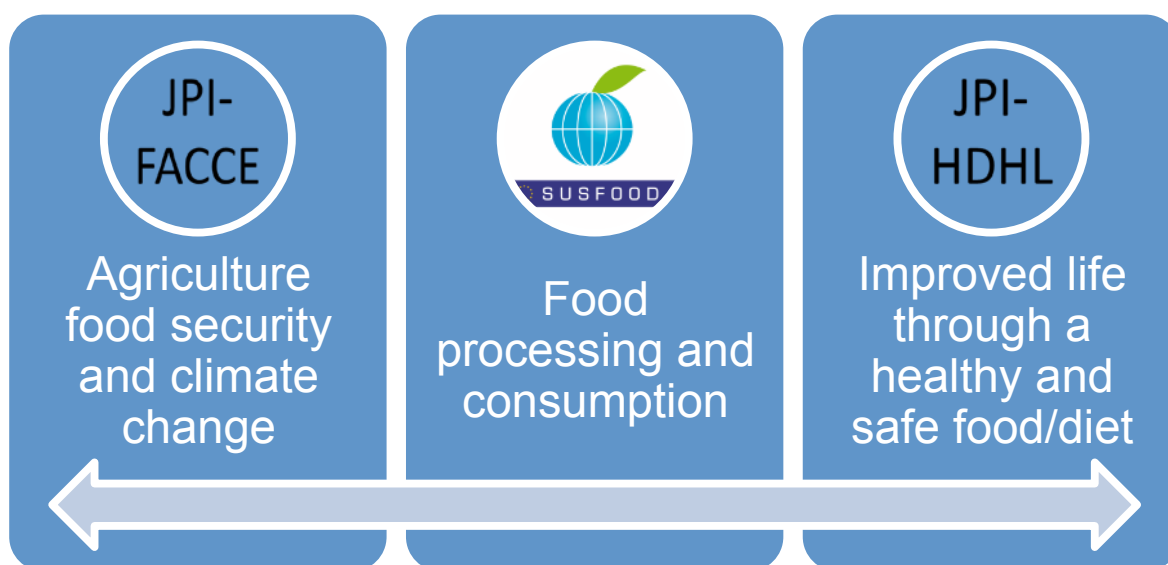 JPI-
FACCE
Agriculture
food security
and climate
change
SUSFOOD
Food
processing and
consumption
JPI-
HDHL
Improved life
through a
healthy and
safe food/diet